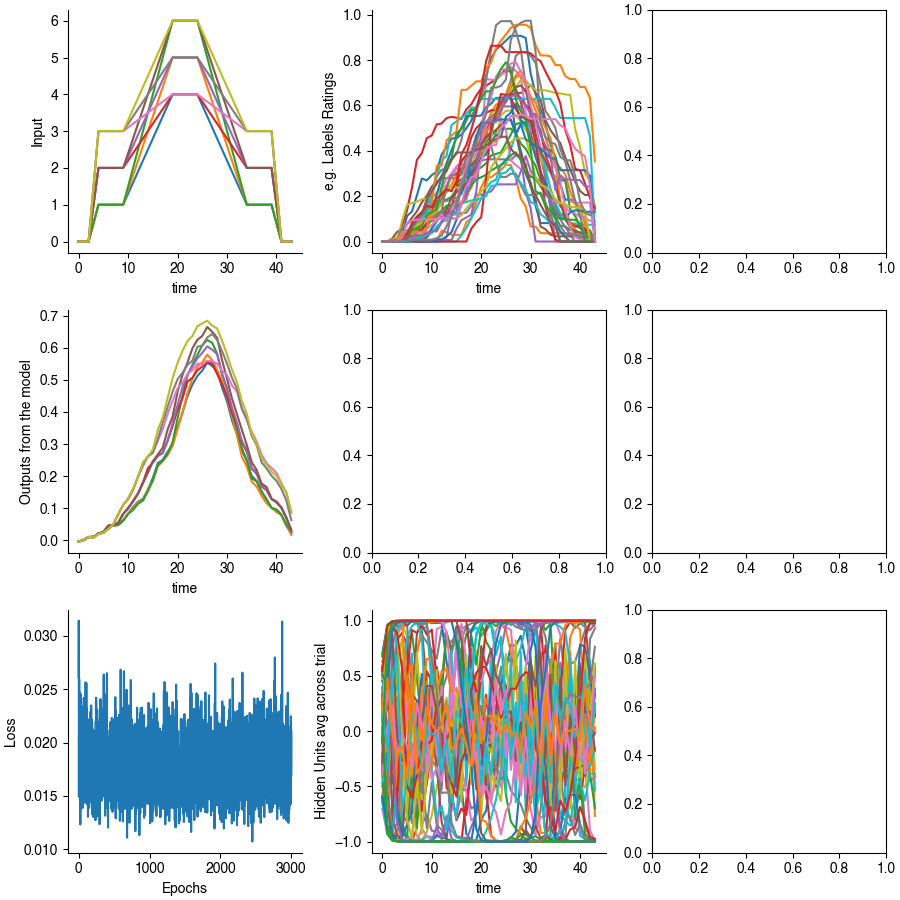 6
5
4
3
2
1
0
Input
0 10 20 30 40
time
1.0
0.8
0.6
0.4
0.2
0.0
e.g. Labels Ratings
0 10 20 30 40
time
1.0
0.8
0.6
0.4
0.2
0.0
0.0 0.2 0.4 0.6 0.8 1.0
0.7
0.6
0.5
0.4
0.3
0.2
0.1
0.0
Outputs from the model
0 10 20 30 40
time
1.0
0.8
0.6
0.4
0.2
0.0
0.0 0.2 0.4 0.6 0.8 1.0
1.0
0.8
0.6
0.4
0.2
0.0
0.0 0.2 0.4 0.6 0.8 1.0
0.030
0.025
0.020
0.015
0.010
Loss
0 1000 2000 3000
Epochs
1.0
0.5
0.0
−0.5
−1.0
Hidden Units avg across trial
0 10 20 30 40
time
1.0
0.8
0.6
0.4
0.2
0.0
0.0 0.2 0.4 0.6 0.8 1.0